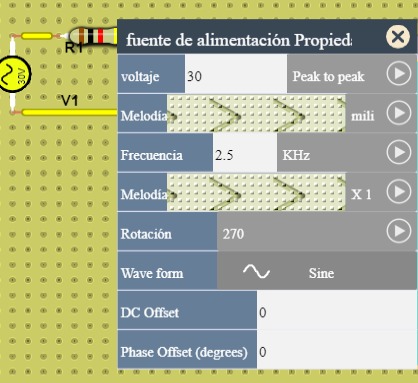 fuente de alimentación Propied
R1
30V
voltaje 30 Peak to peak
V1
Melodía mili
Frecuencia 2.5 KHz
Melodía X 1
Rotación 270
Wave form Sine
DC Offset 0
Phase Offset (degrees) 0